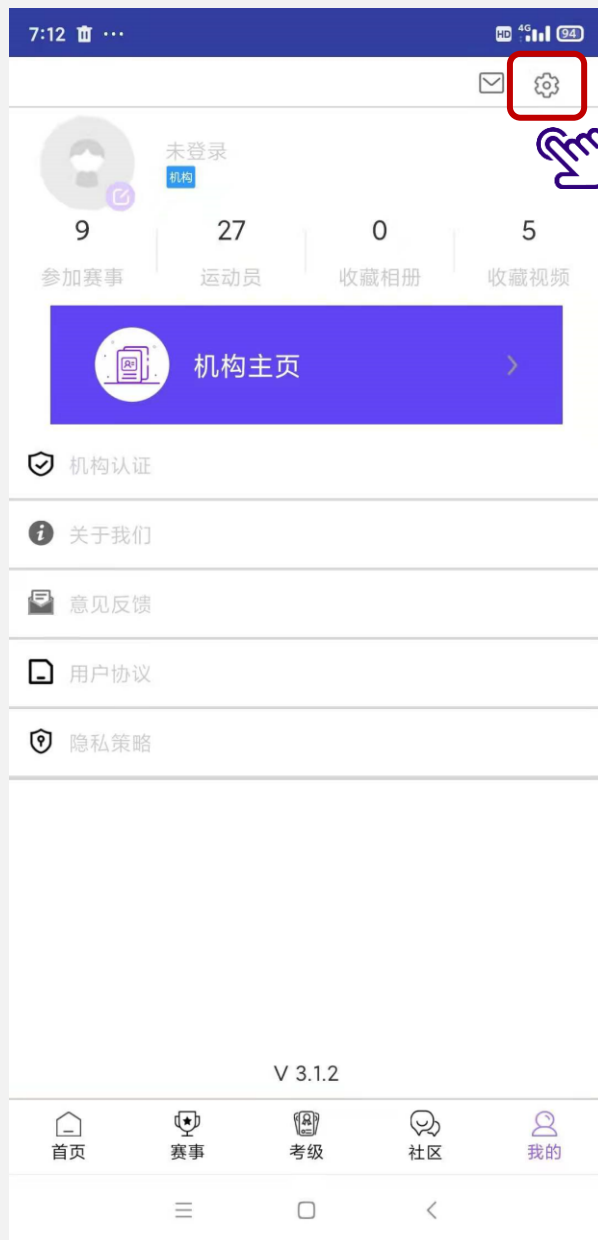 7:12 HD 4G 94
未登录
机构
9 27 0 5
参加赛事 运动员 收藏相册 收藏视频
机构主页
机构认证
关于我们
意见反馈
用户协议
隐私策略
V 3.1.2
首页 赛事 考级 社区 我的